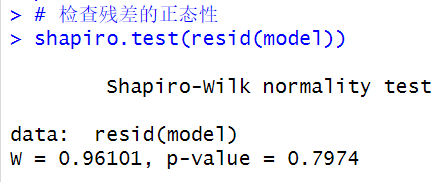 > # 检查残差的正态性
> shapiro.test(resid(model))
Shapiro-Wilk normality test
data:  resid(model)
W = 0.96101, p-value = 0.7974